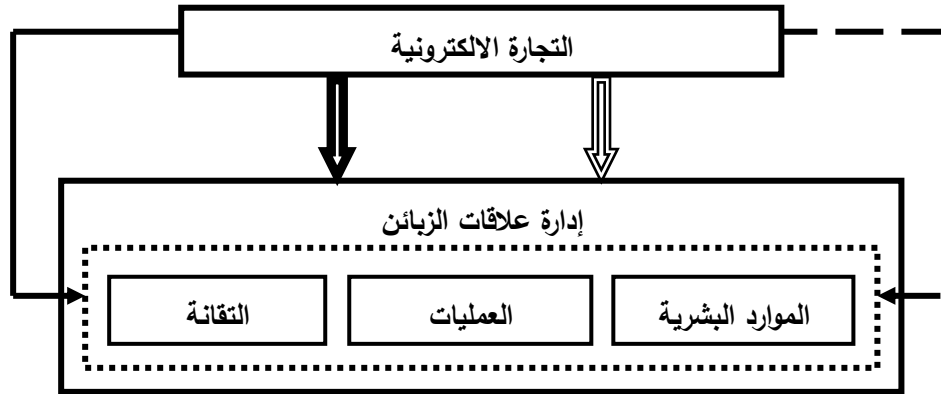 التجارة الالكترونية
إدارة علاقات الزبائن
الموارد البشرية
العمليات
التقانة